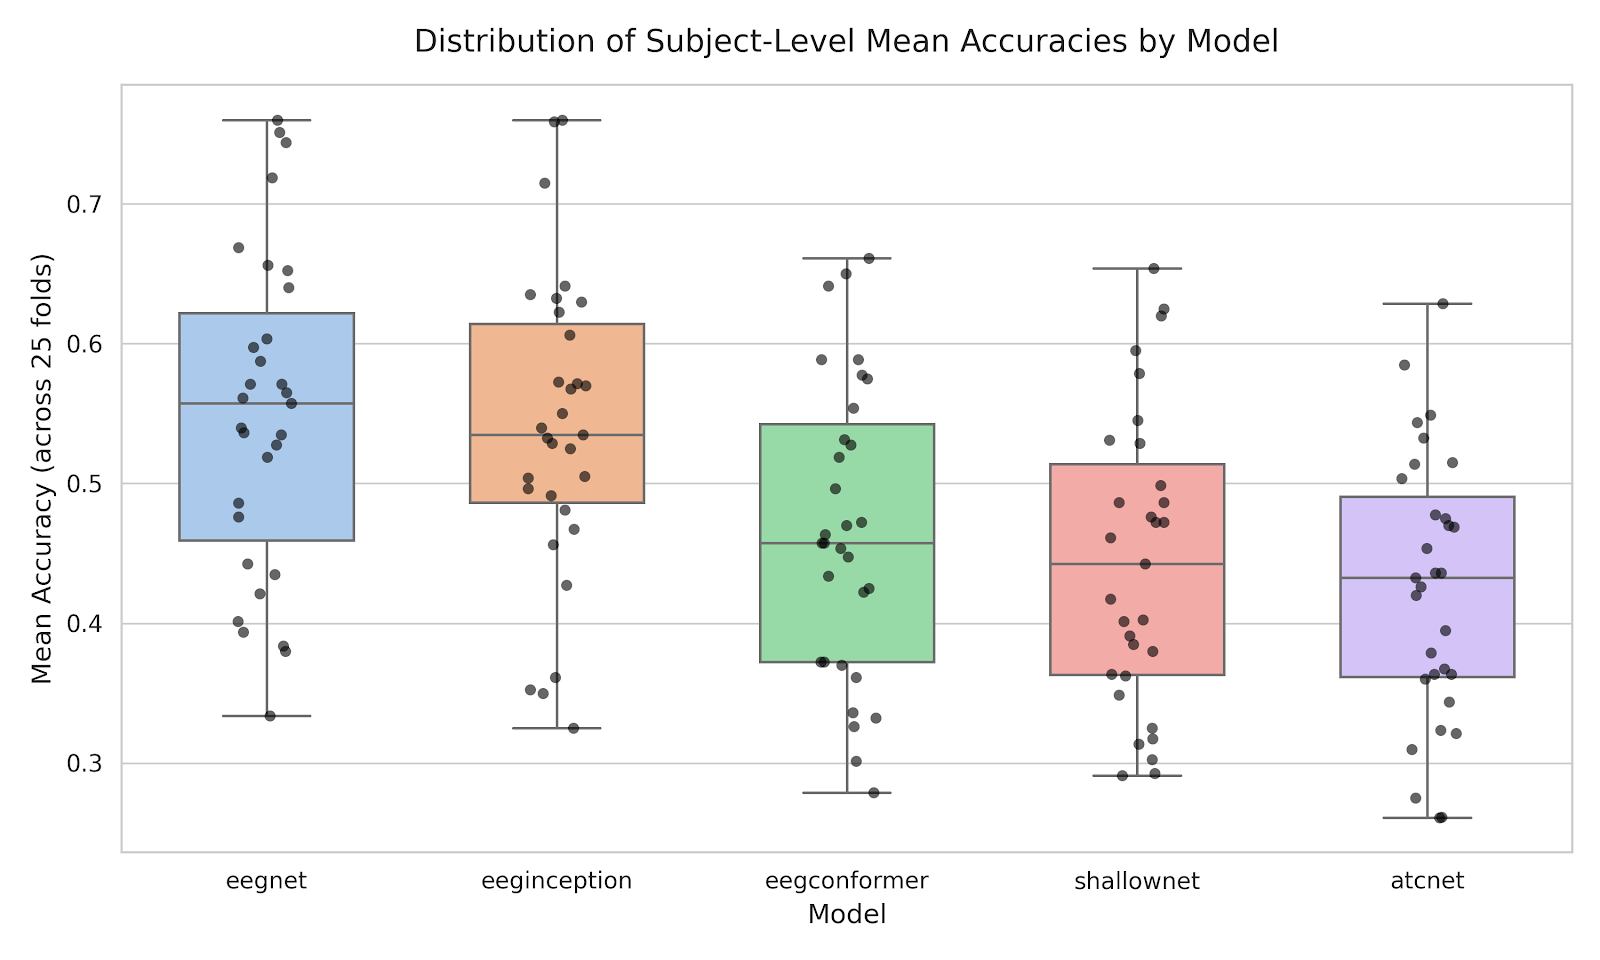 Distribution of Subject-Level Mean Accuracies by Model
Mean Accuracy (across 25 folds)
0.7
0.6
0.5
0.4
0.3
eegnet
eeginception
eegconformer
shallownet
atcnet
Model